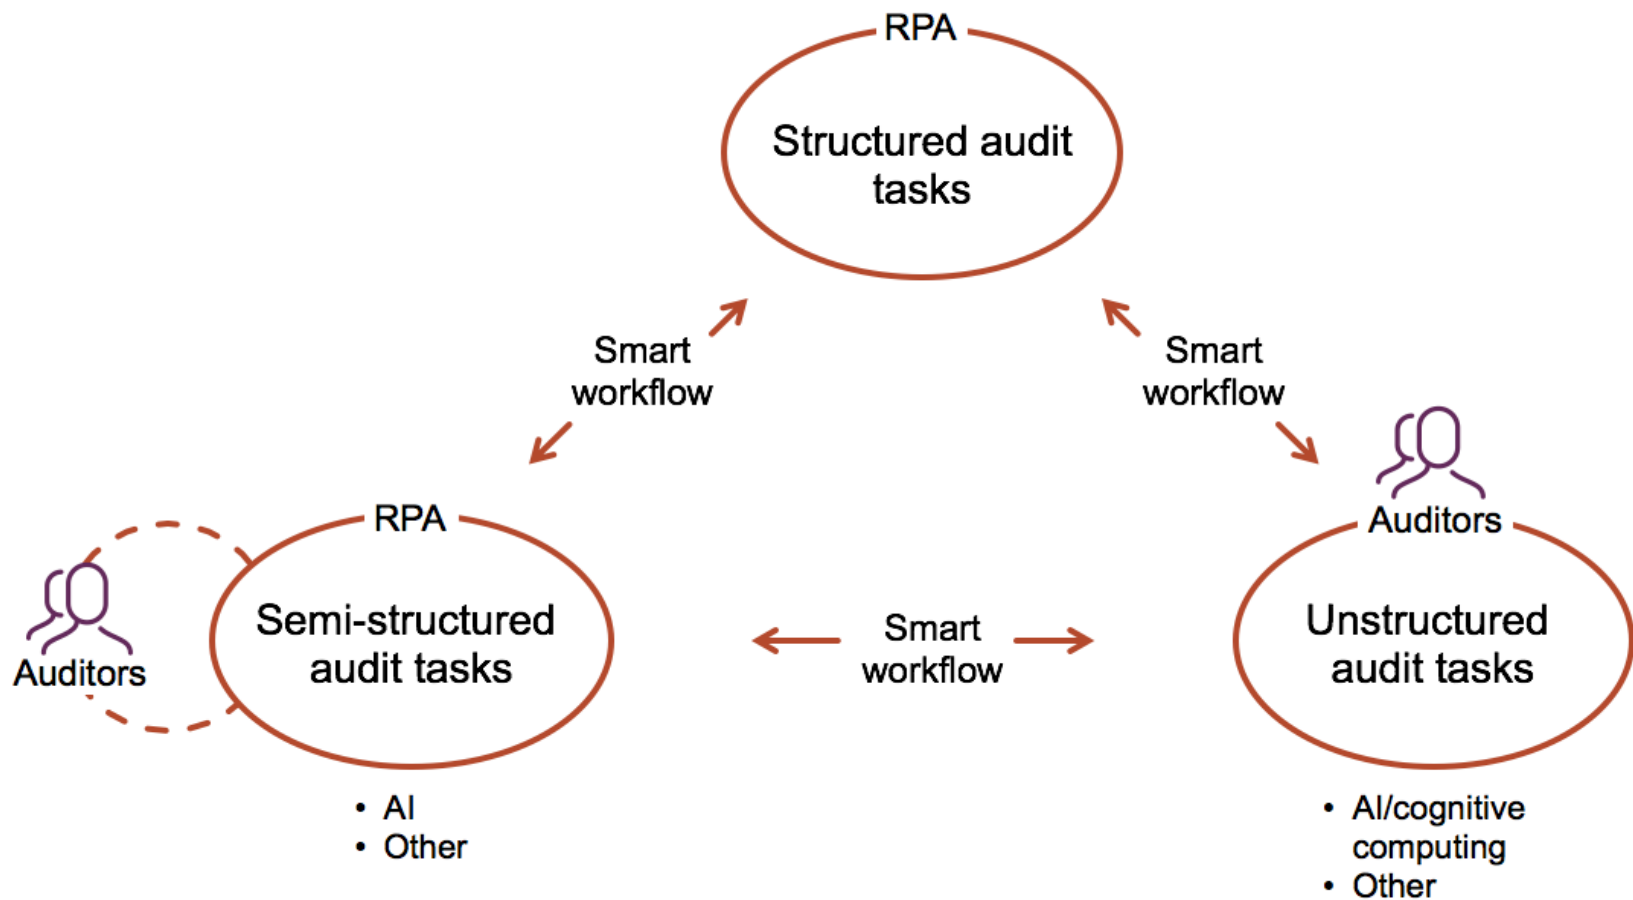 RPA
Structured audit
tasks
Smart
workflow
Smart
workflow
RPA
Auditors
Semi-structured
audit tasks
Auditors
Smart
workflow
Auditors
Unstructured
audit tasks
• AI
• Other
• AI/cognitive
computing
• Other